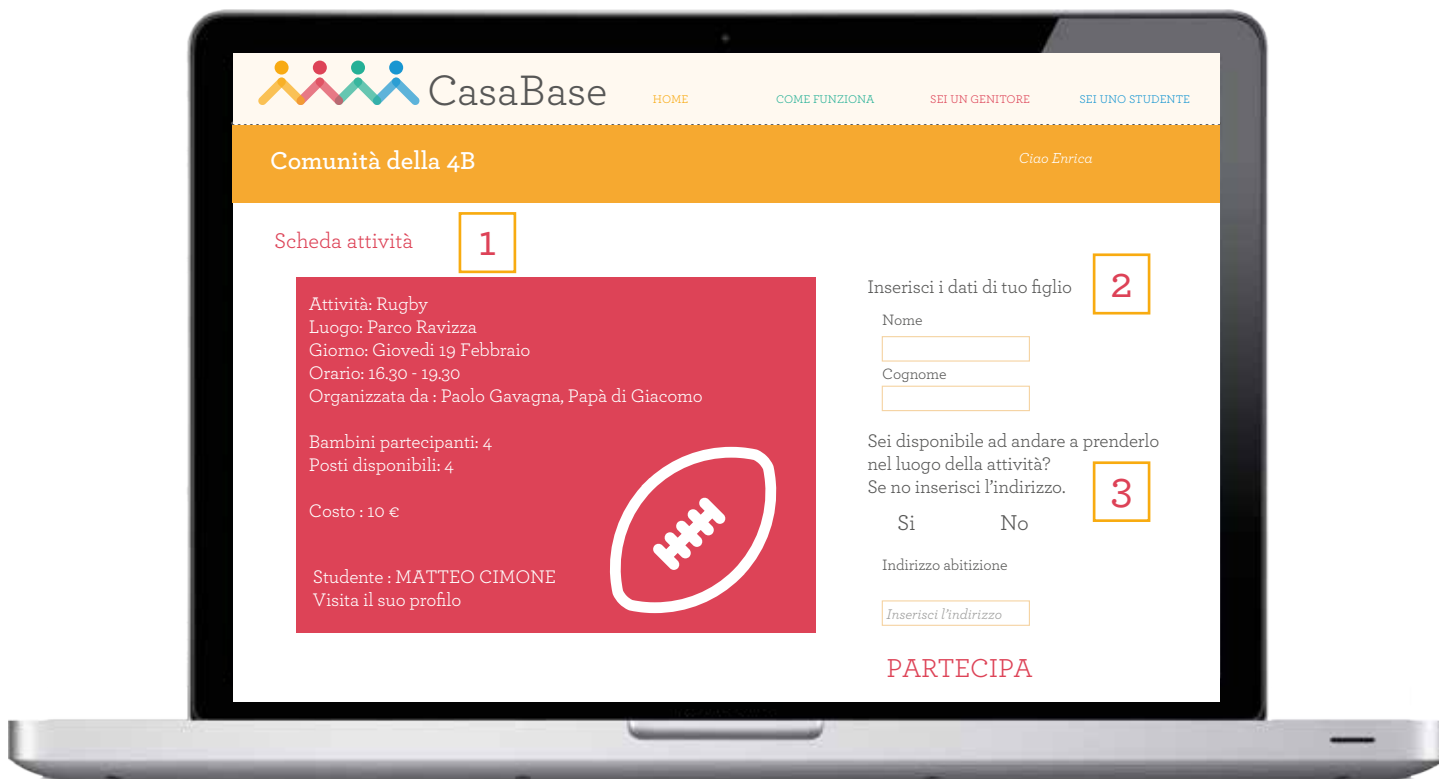 CasaBase
HOME
COME FUNZIONA
SEI UN GENITORE
SEI UNO STUDENTE
Comunità della 4B
Ciao Enrica
Scheda attività
1
Attività: Rugby
Luogo: Parco Ravizza
Giorno: Giovedi 19 Febbraio
Orario: 16.30 - 19.30
Organizzata da : Paolo Gavagna, Papà di Giacomo
Bambini partecipanti: 4
Posti disponibili: 4
Costo : 10 €
Studente : MATTEO CIMONE
Visita il suo profilo
Inserisci i dati di tuo figlio
2
Nome
Cognome
Sei disponibile ad andare a prenderlo
nel luogo della attività?
Se no inserisci l'indirizzo.
3
Si
No
Indirizzo abitizione
Inserisci l'indirizzo
PARTECIPA